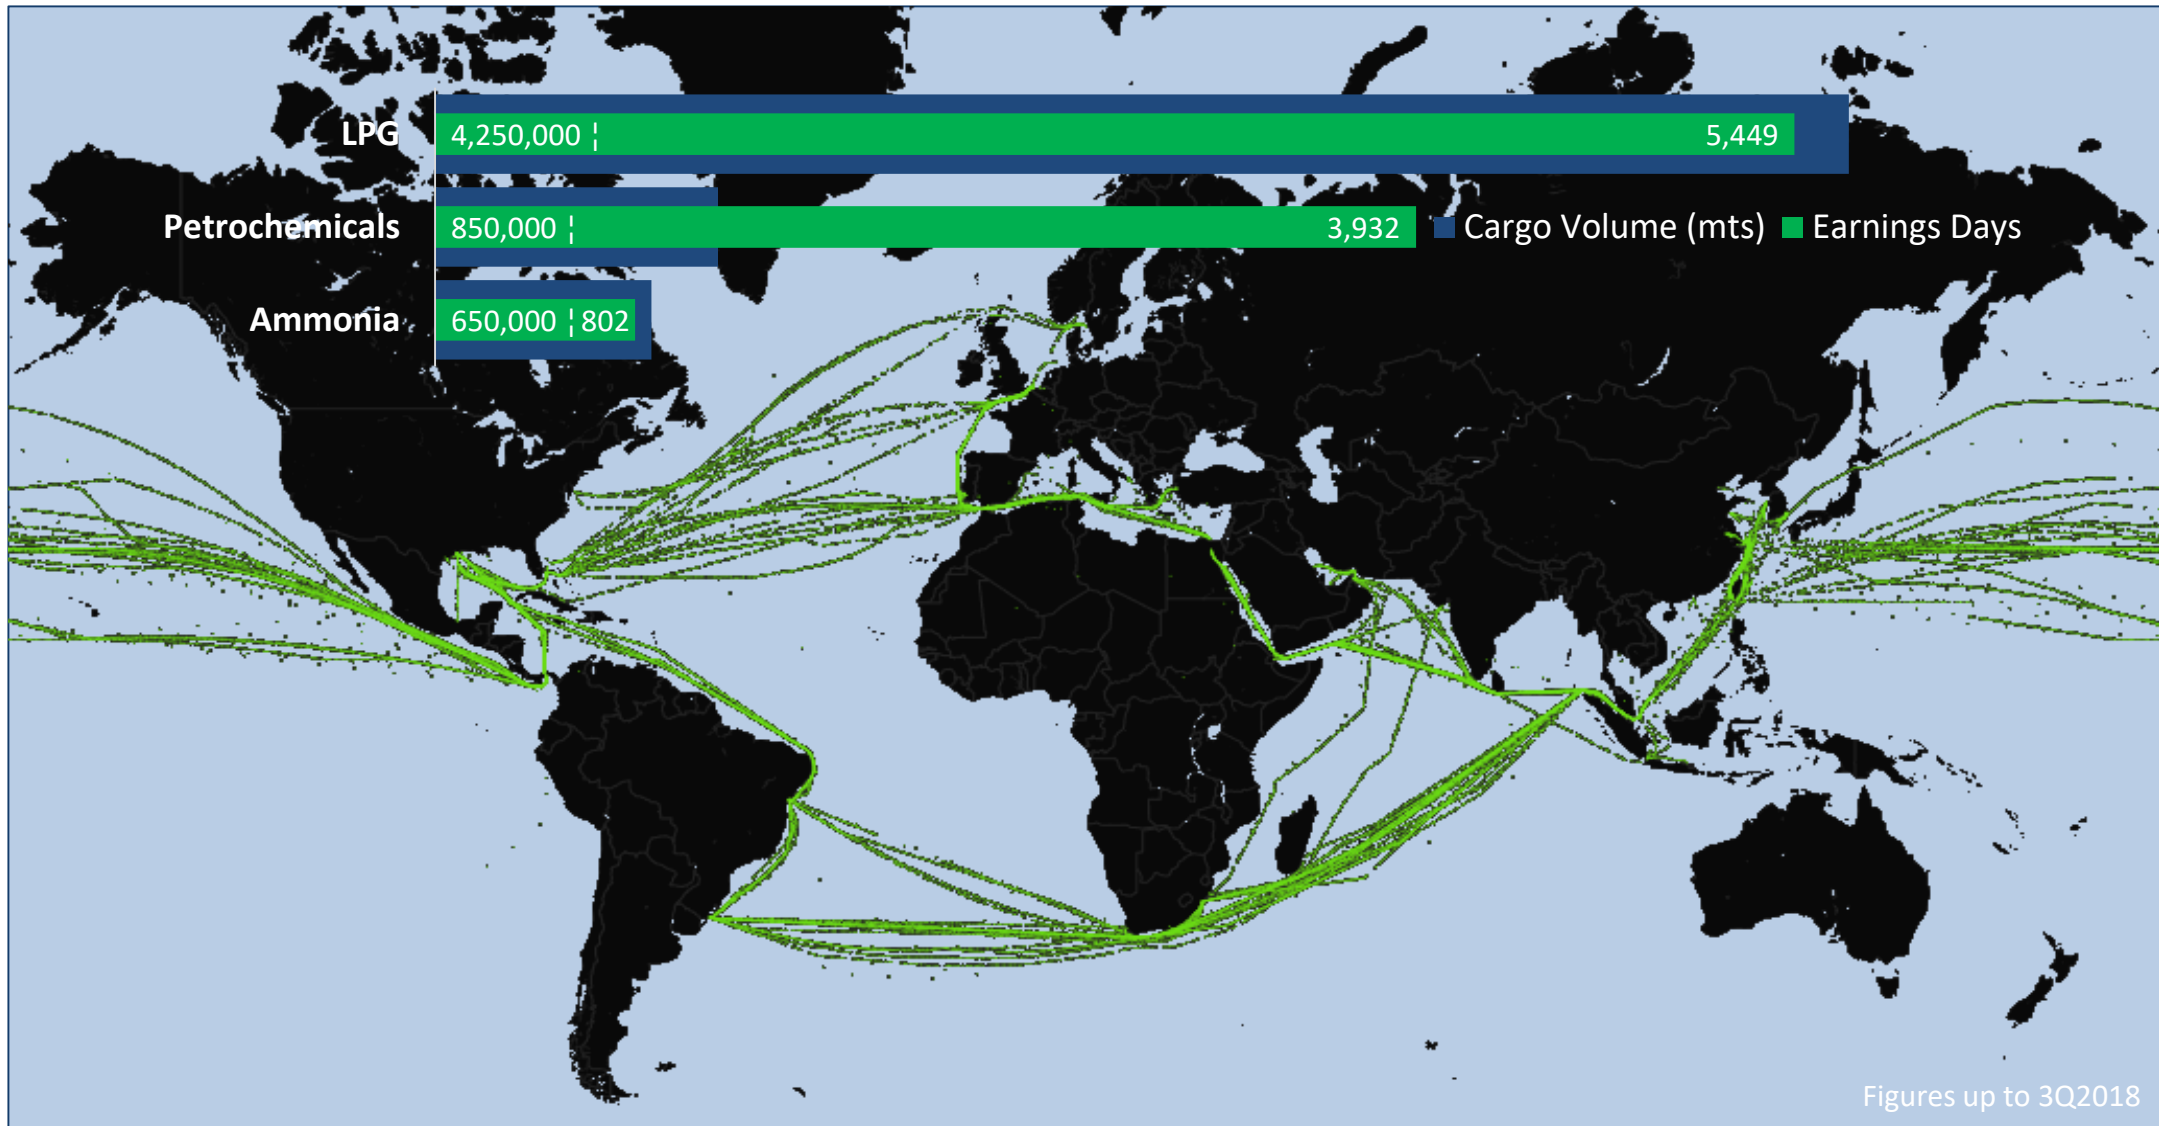 LPG 4,250,000 ¦ 5,449
Petrochemicals 850,000 ¦ 3,932
Cargo Volume (mts) Earnings Days
Ammonia 650,000 ¦ 802
Figures up to 3Q2018